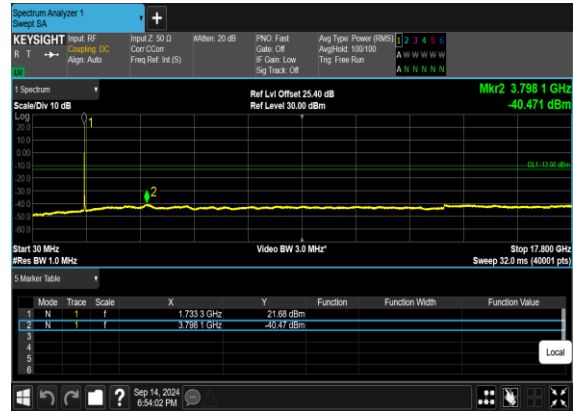 Spectrum Analyzer 1
Swept SA
+
KEYSIGHT Input: RF Input Z: 50 Ω #Atten: 20 dB PNO: Fast Avg Type: Power (RMS) 1 2 3 4 5 6
R T Coupling: DC Corr CCorr Gate: Off Avg|Hold: 100/100 A W W W W W
Align: Auto Freq Ref: Int (S) IF Gain: Low Trig: Free Run
LXI Sig Track: Off A N N N N N
1 Spectrum Ref Lvl Offset 25.40 dB Mkr2 3.798 1 GHz
Scale/Div 10 dB Ref Level 30.00 dBm -40.471 dBm
Log
1
20.0
10.0
0.00
-10.0
DL1 -13.00 dBm
-20.0
-30.0
2
-40.0
-50.0
-60.0
Start 30 MHz Video BW 3.0 MHz* Stop 17.800 GHz
#Res BW 1.0 MHz Sweep 32.0 ms (40001 pts)
5 Marker Table
Mode Trace Scale X Y Function Function Width Function Value
1 N 1 f 1.733 3 GHz 21.68 dBm
2 N 1 f 3.798 1 GHz -40.47 dBm
3
4
5
6
Local
? Sep 14, 2024
6:54:02 PM